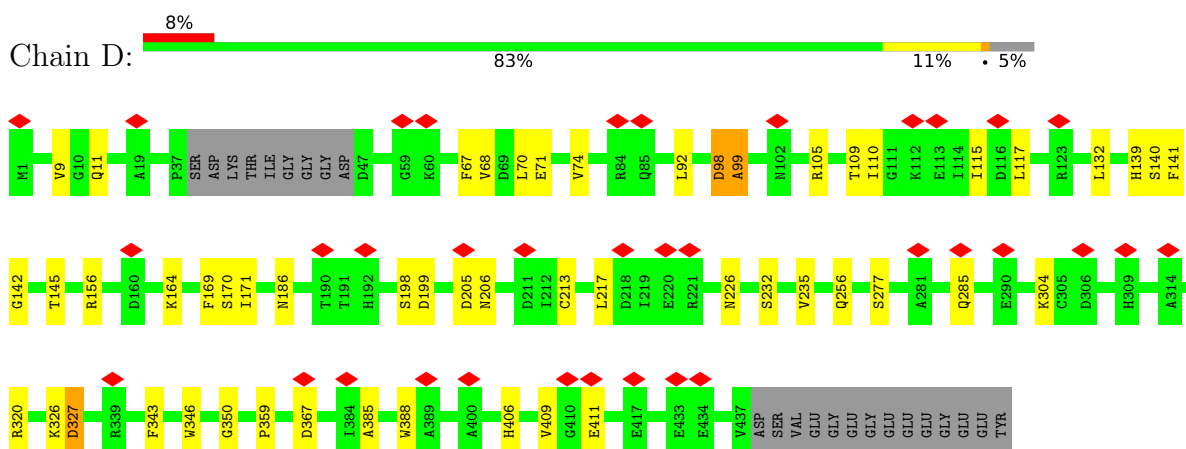 8%
Chain D:
83% 11% • 5%
M1 V9 G10 Q11 A19 P37 SER ASP LYS THR ILE GLY GLY GLY ASP D47 G59 K60 F67 V68 D69 L70 E71 V74 R84 Q85 L92 D98 A99 N102 R105 T109 I110 G111 K112 E113 I114 I115 D116 L117 R123 L132 H139 S140 F141
G142 T145 R156 D160 K164 F169 S170 I171 N186 T190 T191 H192 S198 D199 D205 N206 D211 I212 C213 L217 D218 I219 E220 R221 N226 S232 V235 Q256 S277 A281 Q285 E290 K304 C305 D306 H309 A314
R320 K326 D327 R339 F343 W346 G350 P359 D367 I384 A385 W388 A389 A400 H406 V409 G410 E411 E417 E433 E434 V437 ASP SER VAL GLU GLY GLU GLU GLY GLU GLU GLU GLY GLU GLU TYR